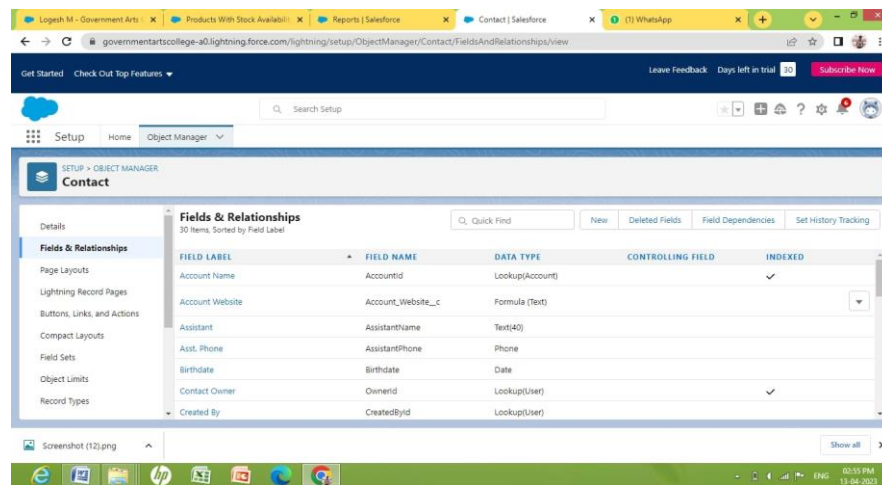 Logesh M - Government Arts
Products With Stock Availabilit
Reports | Salesforce
Contact | Salesforce
(1) WhatsApp
governmentartscollege-a0.lightning.force.com/lightning/setup/ObjectManager/Contact/FieldsAndRelationships/view
Get Started Check Out Top Features
Leave Feedback Days left in trial 30 Subscribe Now
Search Setup
Setup Home Object Manager
SETUP > OBJECT MANAGER
Contact
Details
Fields & Relationships
Page Layouts
Lightning Record Pages
Buttons, Links, and Actions
Compact Layouts
Field Sets
Object Limits
Record Types
Fields & Relationships
30 Items, Sorted by Field Label
Quick Find New Deleted Fields Field Dependencies Set History Tracking
FIELD LABEL FIELD NAME DATA TYPE CONTROLLING FIELD INDEXED
Account Name AccountId Lookup(Account)
Account Website Account_Website__c Formula (Text)
Assistant AssistantName Text(40)
Asst. Phone AssistantPhone Phone
Birthdate Birthdate Date
Contact Owner OwnerId Lookup(User)
Created By CreatedById Lookup(User)
Screenshot (12).png
Show all
hp
ENG
02:55 PM
13-04-2023